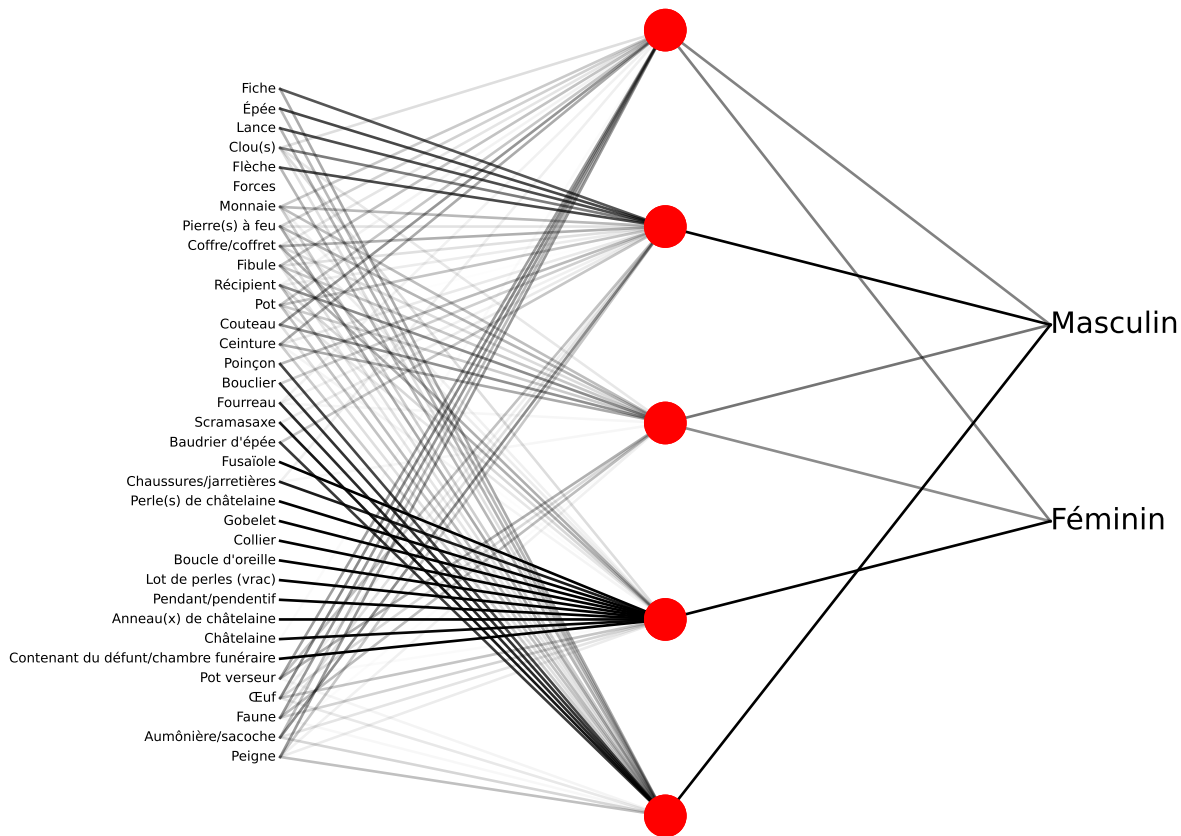 Fiche
Épée
Lance
Clou(s)
Flèche
Forces
Monnaie
Pierre(s) à feu
Coffre/coffret
Fibule
Récipient
Pot
Couteau
Ceinture
Poinçon
Bouclier
Fourreau
Scramasaxe
Baudrier d'épée
Fusaïole
Chaussures/jarretières
Perle(s) de châtelaine
Gobelet
Collier
Boucle d'oreille
Lot de perles (vrac)
Pendant/pendentif
Anneau(x) de châtelaine
Châtelaine
Contenant du défunt/chambre funéraire
Pot verseur
Œuf
Faune
Aumônière/sacoche
Peigne
Masculin
Féminin